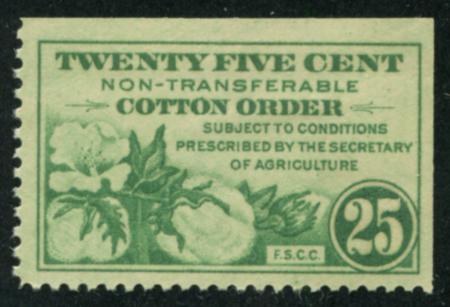 TWENTY FIVE CENT
NON-TRANSFERABLE
COTTON ORDER
SUBJECT TO CONDITIONS
PRESCRIBED BY THE SECRETARY
OF AGRICULTURE
F.S.C.C.
25